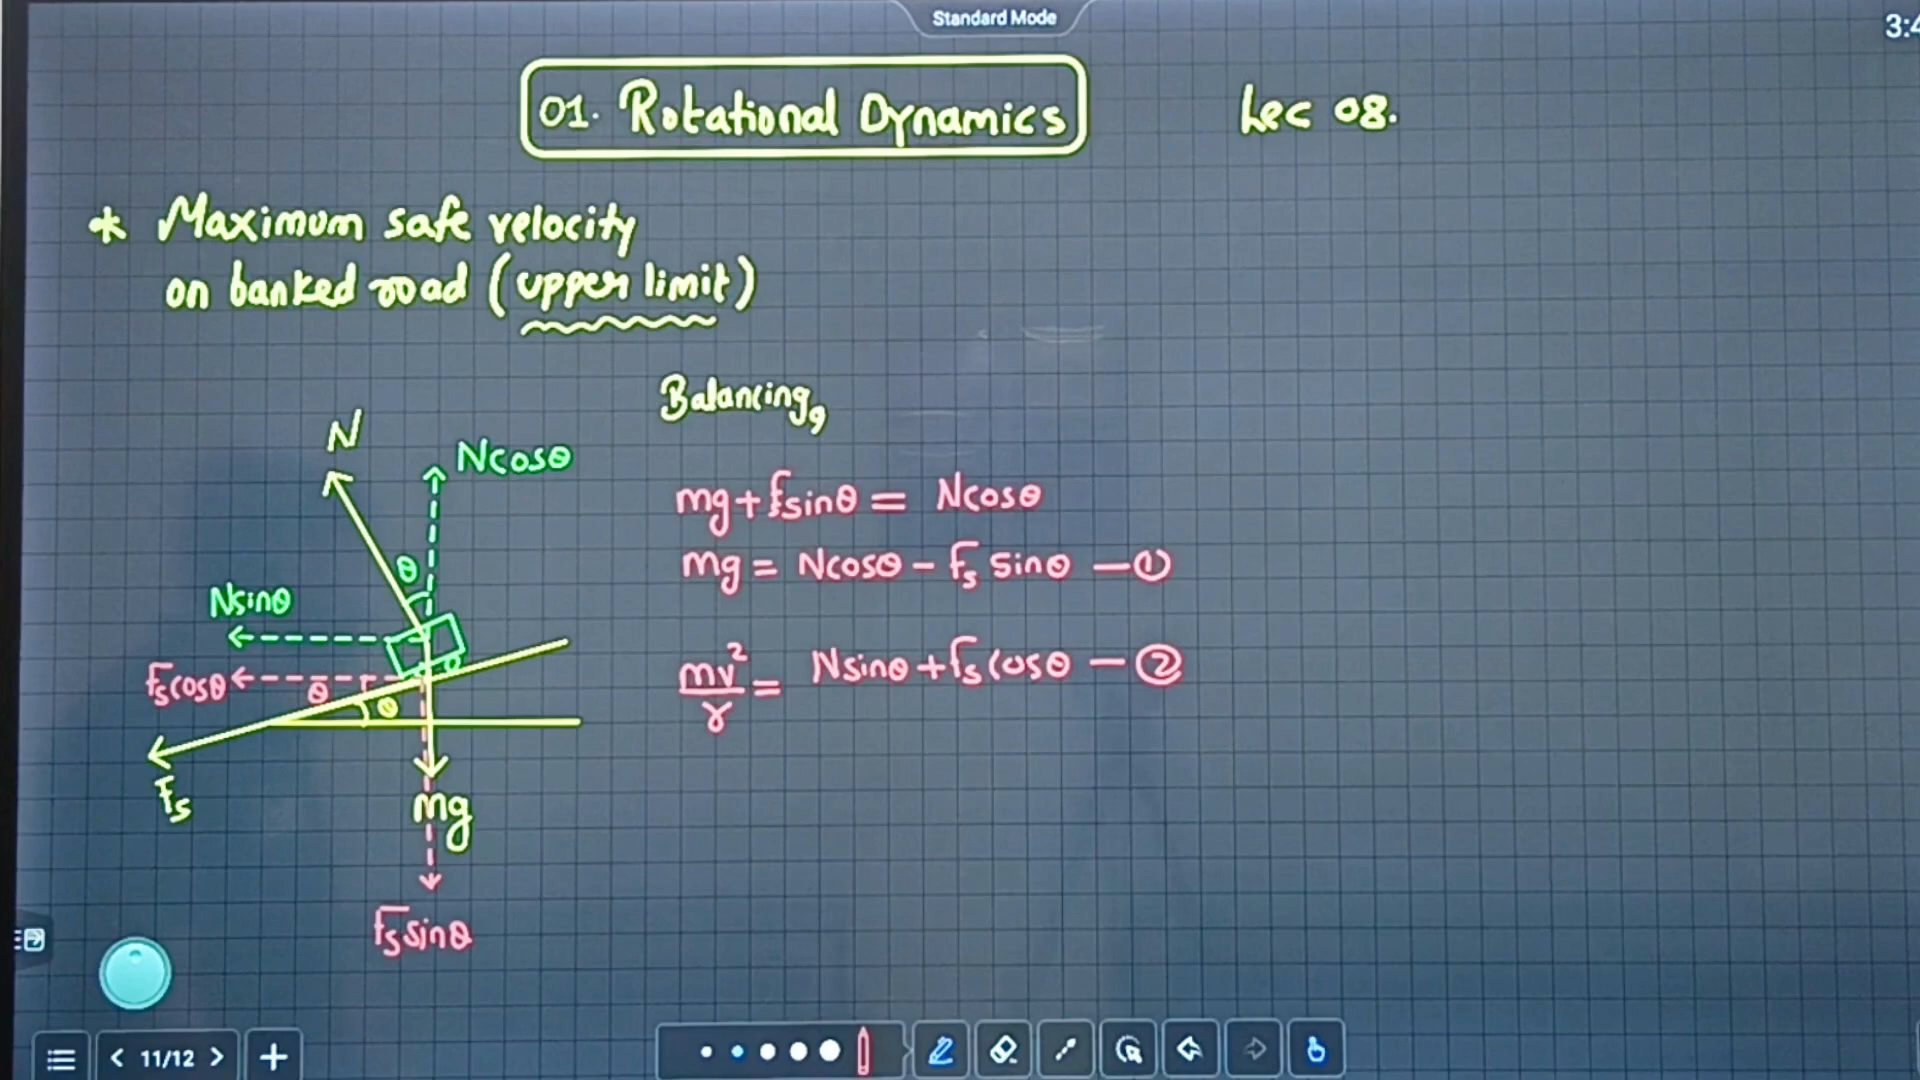 Standard Mode
3:4
01. Rotational Dynamics
Lec 08.
* Maximum safe velocity
on banked road (upper limit)
Balancing,
N
Ncosθ
mg+fsinθ = Ncosθ
θ
mg = Ncosθ - fs sinθ —①
Nsinθ
mv²/r = Nsinθ + fs cosθ — ②
fscosθ
θ
θ
fs
mg
fssinθ
11/12